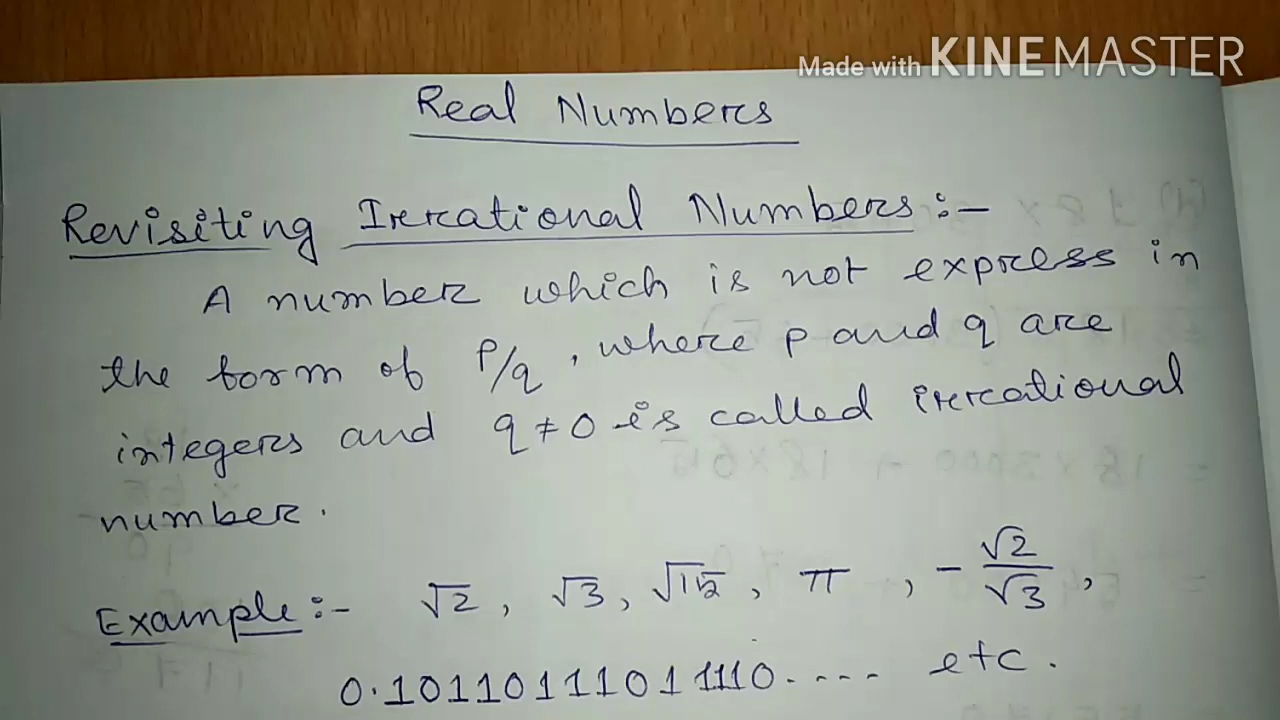 Made with KINEMASTER
Real Numbers
Revisiting Irrational Numbers :-
A number which is not express in
the form of P/q, where p and q are
integers and q ≠ 0 is called irrational
number.
Example :- √2, √3, √15, π, -√2/√3,
0.10110111011110.... etc.